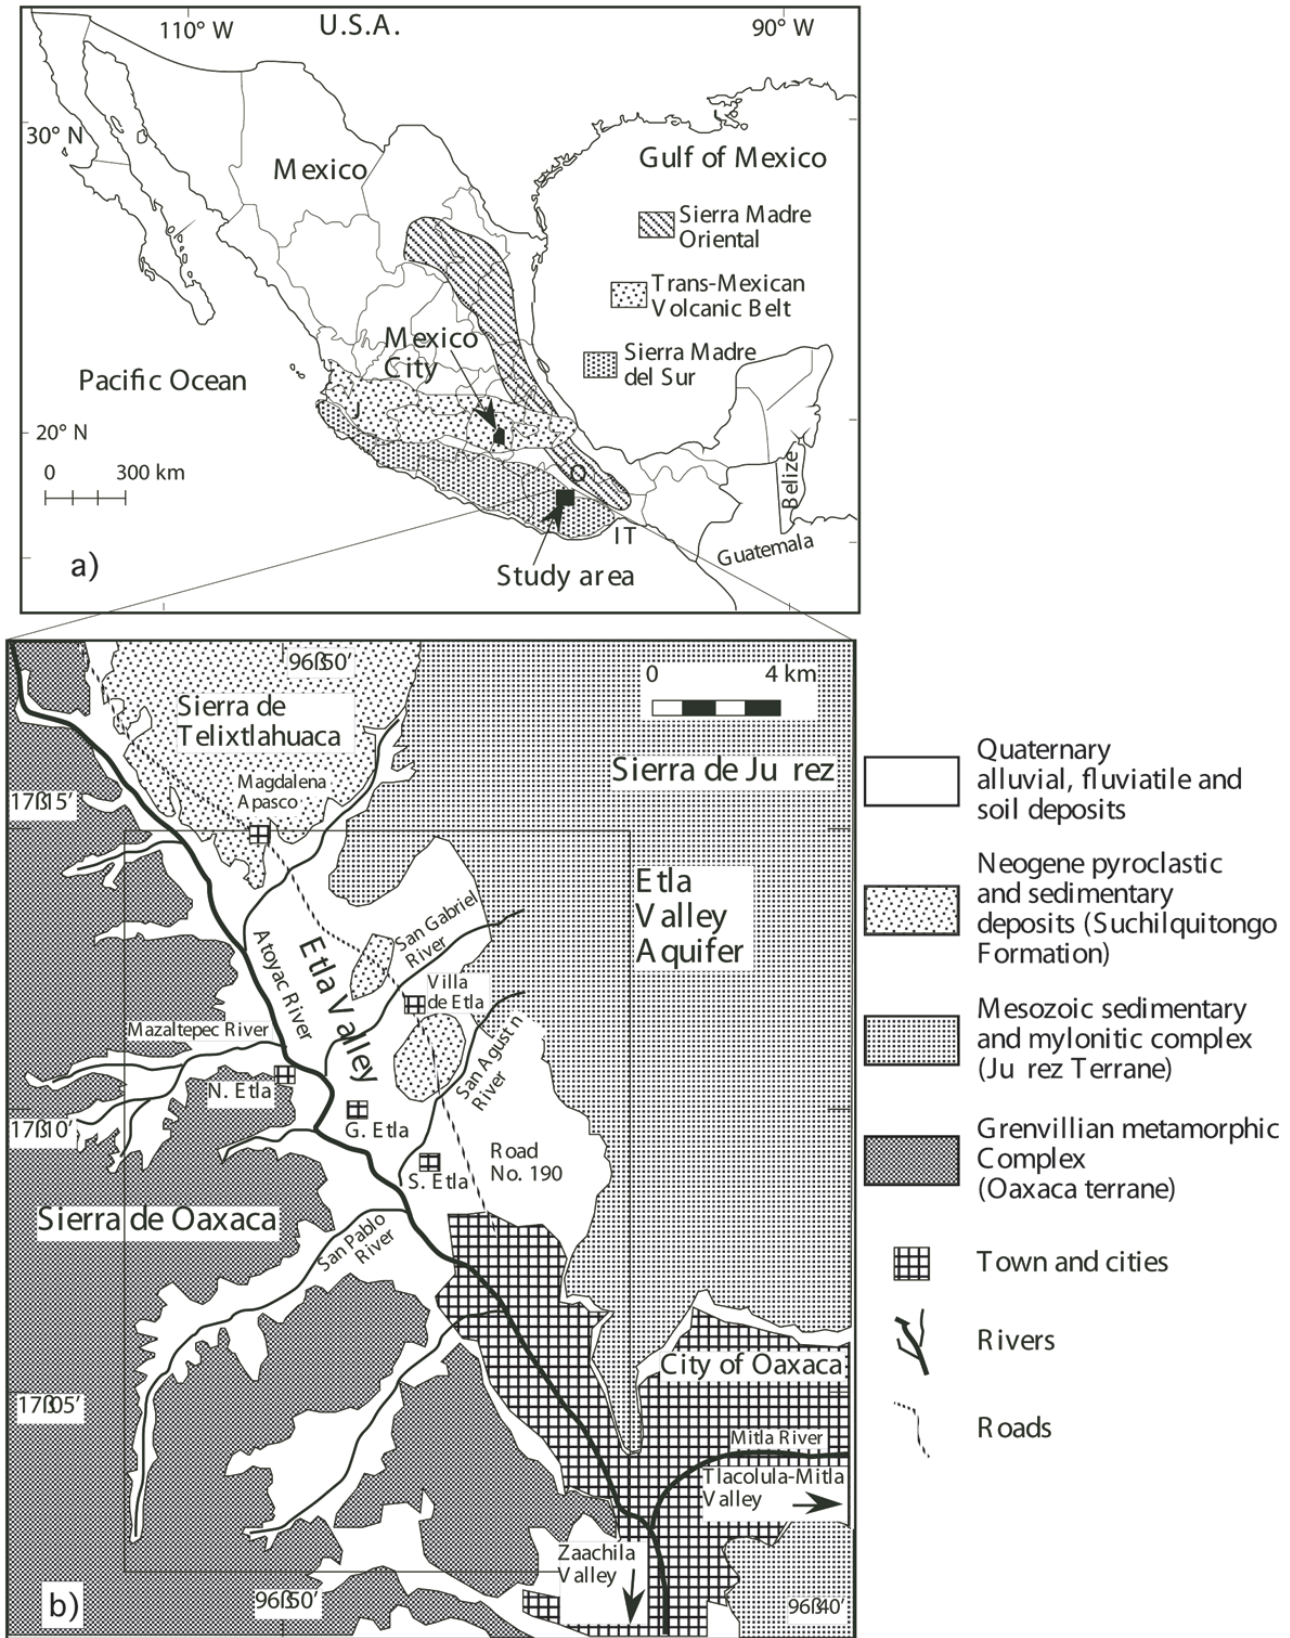 110° W
U.S.A.
90° W
30° N
Mexico
Gulf of Mexico
Sierra Madre
Oriental
Trans-Mexican
Volcanic Belt
Mexico
City
Sierra Madre
del Sur
Pacific Ocean
J
20° N
0 300 km
O
Belize
IT
Guatemala
a)
Study area
96ß50'
0 4 km
Sierra de
Telixtlahuaca
Sierra de Ju rez
Magdalena
Apasco
17ß15'
Etla
Valley
Aquifer
San Gabriel
River
Atoyac River
Etla Valley
Villa
de Etla
Mazaltepec River
San Agust n
River
N. Etla
17ß10'
G. Etla
Road
No. 190
S. Etla
Sierra de Oaxaca
San Pablo
River
City of Oaxaca
17ß05'
Mitla River
Tlacolula-Mitla
Valley
Zaachila
Valley
b)
96ß50'
96ß40'
Quaternary
alluvial, fluviatile and
soil deposits
Neogene pyroclastic
and sedimentary
deposits (Suchilquitongo
Formation)
Mesozoic sedimentary
and mylonitic complex
(Ju rez Terrane)
Grenvillian metamorphic
Complex
(Oaxaca terrane)
Town and cities
Rivers
Roads